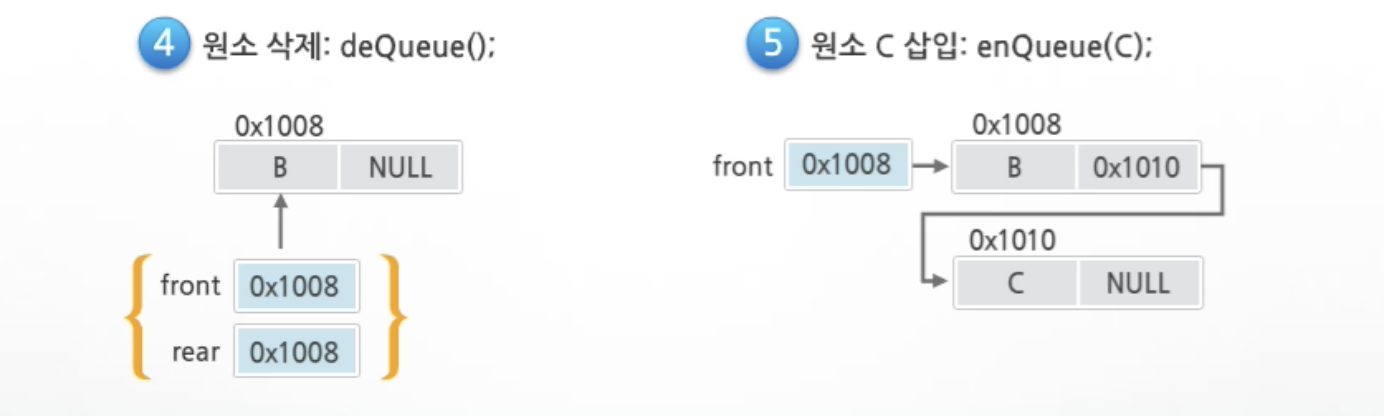 4 원소 삭제: deQueue();
0x1008
B NULL
front 0x1008
rear 0x1008
5 원소 C 삽입: enQueue(C);
0x1008
front 0x1008 B 0x1010
0x1010
C NULL